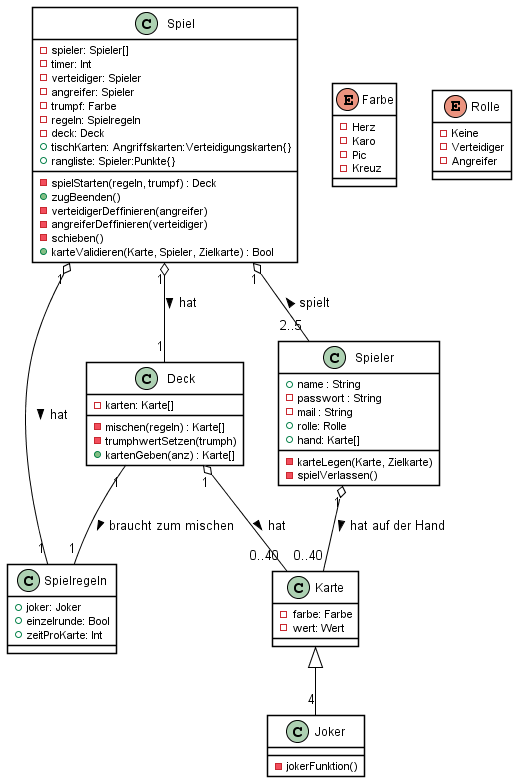 C Spiel
spieler: Spieler[]
timer: Int
verteidiger: Spieler
angreifer: Spieler
trumpf: Farbe
regeln: Spielregeln
deck: Deck
tischKarten: Angriffskarten:Verteidigungskarten{}
rangliste: Spieler:Punkte{}
spielStarten(regeln, trumpf) : Deck
zugBeenden()
verteidigerDeffinieren(angreifer)
angreiferDeffinieren(verteidiger)
schieben()
karteValidieren(Karte, Spieler, Zielkarte) : Bool
E Farbe
Herz
Karo
Pic
Kreuz
E Rolle
Keine
Verteidiger
Angreifer
1
1
1
hat
spielt
1
2..5
C Deck
karten: Karte[]
mischen(regeln) : Karte[]
trumphwertSetzen(trumph)
kartenGeben(anz) : Karte[]
C Spieler
name : String
passwort : String
mail : String
rolle: Rolle
hand: Karte[]
karteLegen(Karte, Zielkarte)
spielVerlassen()
hat
1
1
1
braucht zum mischen
hat
hat auf der Hand
1
1
0..40
0..40
C Spielregeln
joker: Joker
einzelrunde: Bool
zeitProKarte: Int
C Karte
farbe: Farbe
wert: Wert
4
C Joker
jokerFunktion()